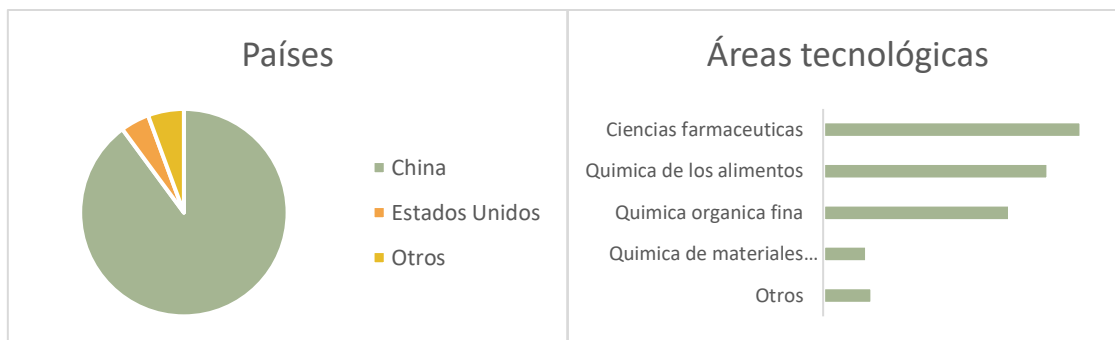 Países
China
Estados Unidos
Otros
Áreas tecnológicas
Ciencias farmaceuticas
Quimica de los alimentos
Quimica organica fina
Quimica de materiales...
Otros